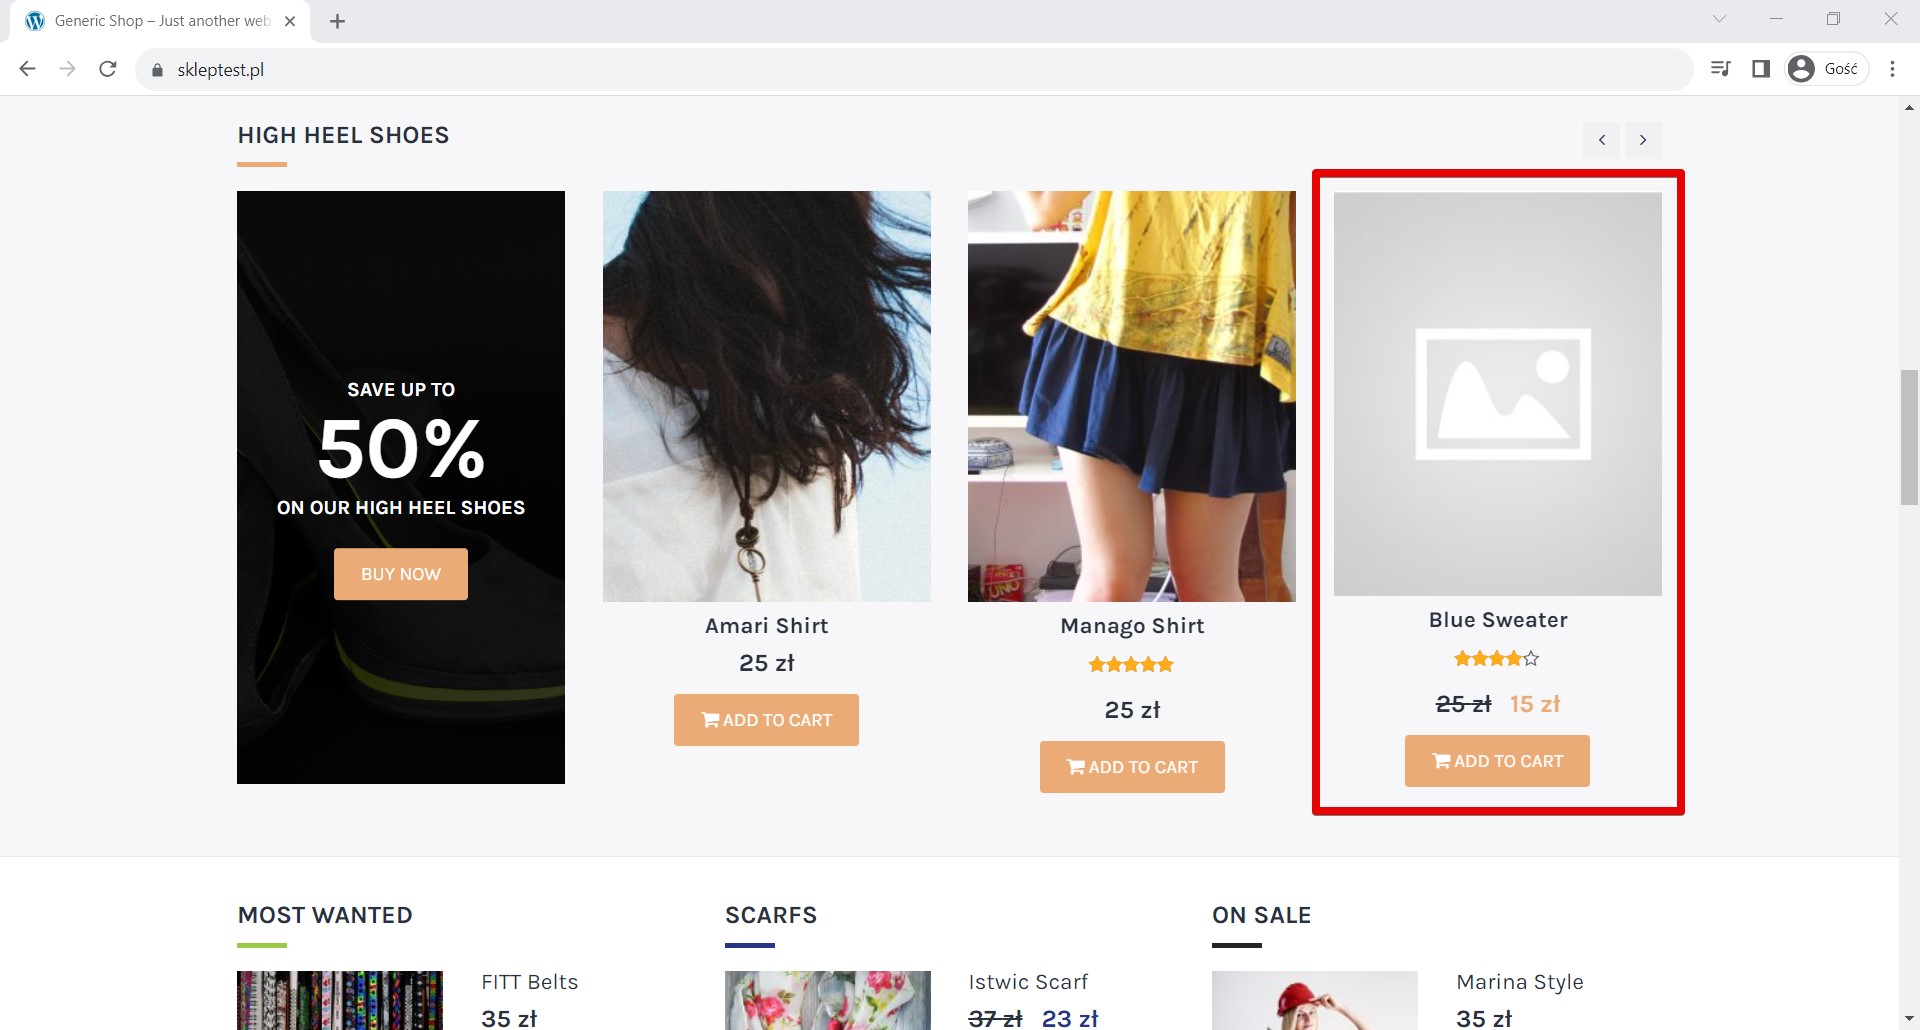 Generic Shop – Just another web
skleptest.pl
Gość
HIGH HEEL SHOES
SAVE UP TO
50%
ON OUR HIGH HEEL SHOES
BUY NOW
Amari Shirt
25 zł
ADD TO CART
UNO
Manago Shirt
25 zł
ADD TO CART
Blue Sweater
25 zł 15 zł
ADD TO CART
MOST WANTED
FITT Belts
35 zł
SCARFS
Istwic Scarf
37 zł 23 zł
ON SALE
Marina Style
35 zł